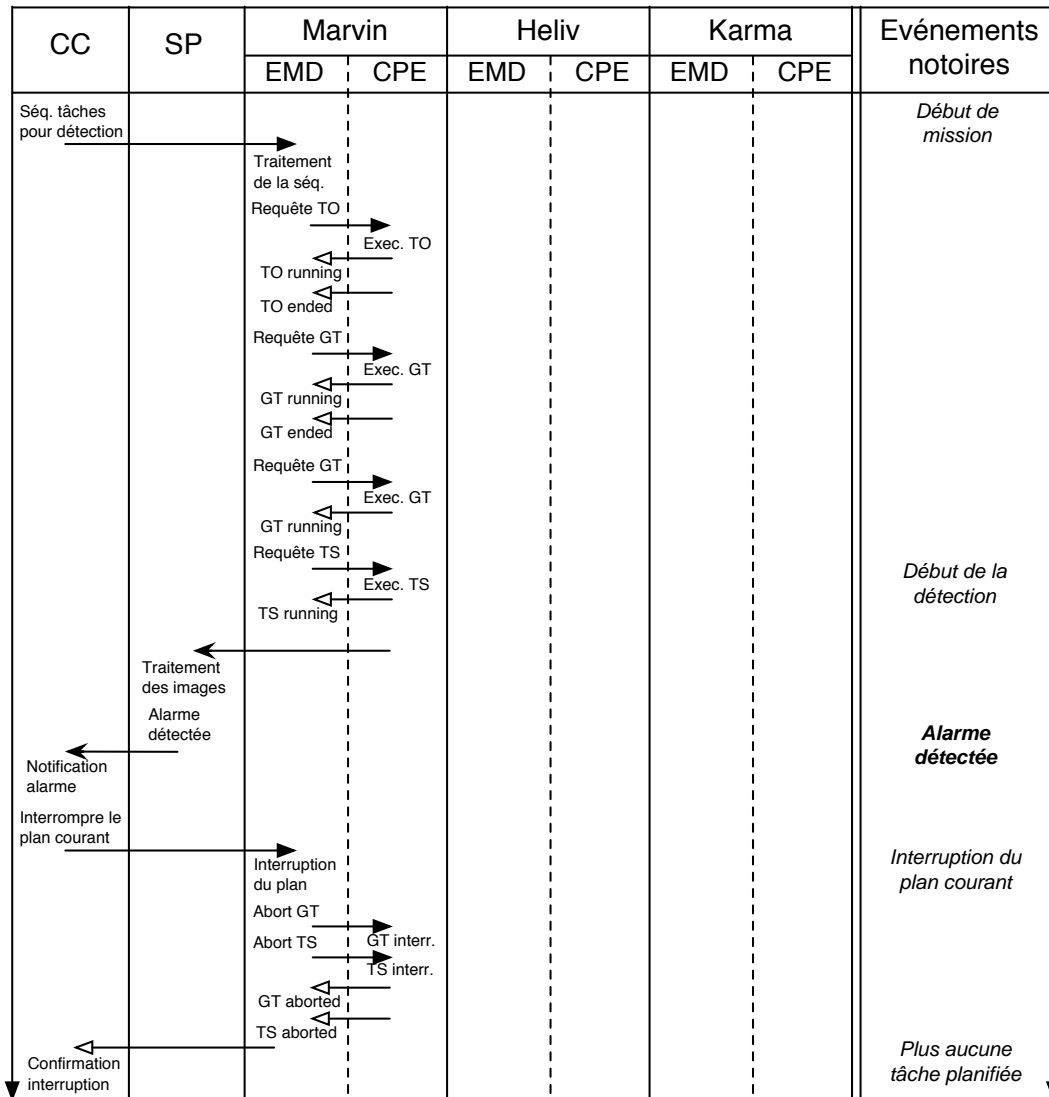 CC
SP
Marvin
Heliv
Karma
Evénements
notoires
EMD
CPE
EMD
CPE
EMD
CPE
Séq. tâches
pour détection
Début de
mission
Traitement
de la séq.
Requête TO
Exec. TO
TO running
TO ended
Requête GT
Exec. GT
GT running
GT ended
Requête GT
Exec. GT
GT running
Requête TS
Exec. TS
TS running
Début de la
détection
Traitement
des images
Alarme
détectée
Alarme
détectée
Notification
alarme
Interrompre le
plan courant
Interruption
du plan
Interruption du
plan courant
Abort GT
GT interr.
Abort TS
TS interr.
GT aborted
TS aborted
Confirmation
interruption
Plus aucune
tâche planifiée